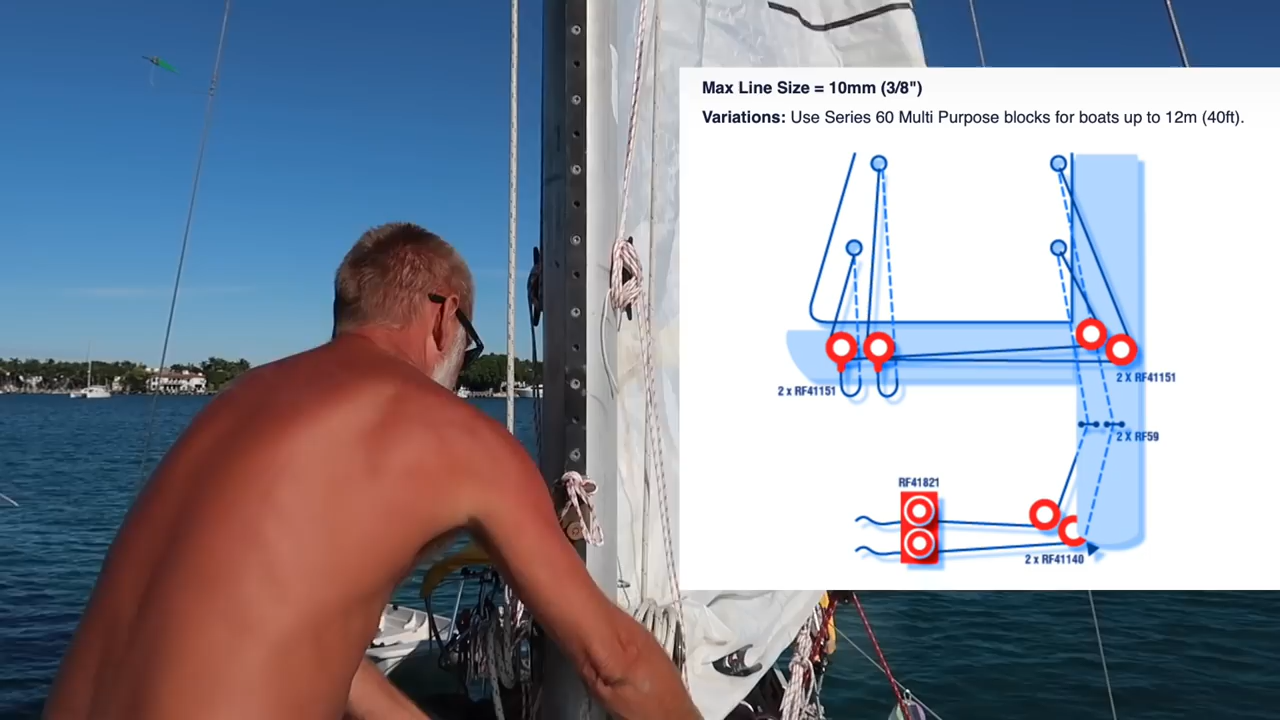 Max Line Size = 10mm (3/8")
Variations: Use Series 60 Multi Purpose blocks for boats up to 12m (40ft).
2 x RF41151
2 X RF41151
2 X RF59
RF41821
2 x RF41140